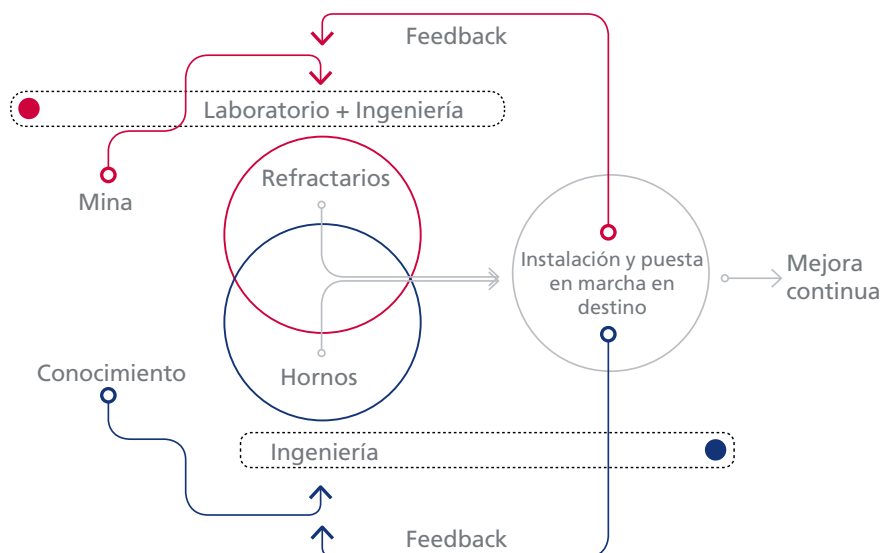 Feedback
Laboratorio + Ingeniería
Refractarios
Mina
Instalación y puesta
en marcha en
destino
Mejora
continua
Conocimiento
Hornos
Ingeniería
Feedback